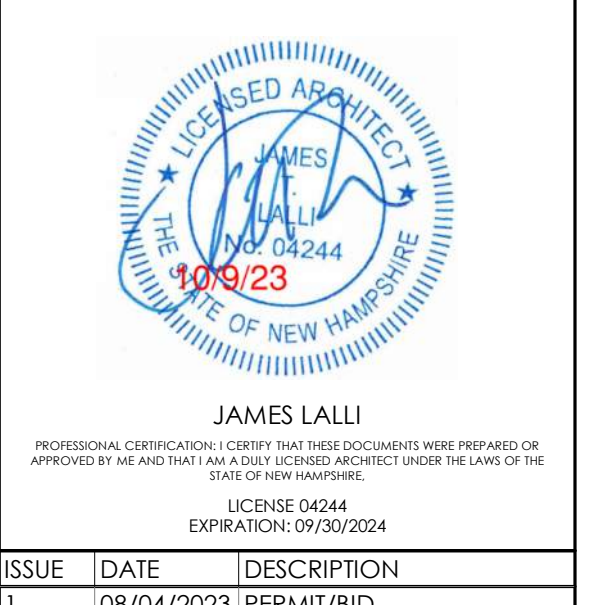 LICENSED ARCHITECT
JAMES
T.
LALLI
No. 04244
10/9/23
THE STATE OF NEW HAMPSHIRE
JAMES LALLI
PROFESSIONAL CERTIFICATION: I CERTIFY THAT THESE DOCUMENTS WERE PREPARED OR
APPROVED BY ME AND THAT I AM A DULY LICENSED ARCHITECT UNDER THE LAWS OF THE
STATE OF NEW HAMPSHIRE,
LICENSE 04244
EXPIRATION: 09/30/2024
ISSUE DATE DESCRIPTION
1 08/04/2023 PERMIT/BID